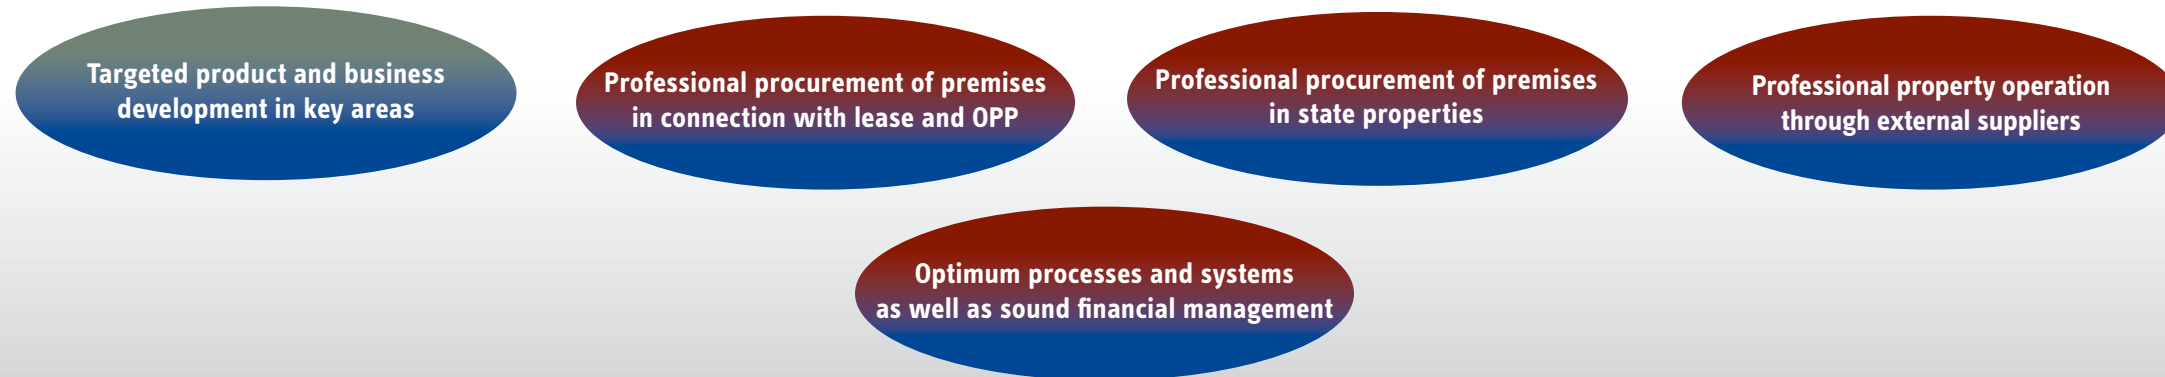 Targeted product and business
development in key areas
Professional procurement of premises
in connection with lease and OPP
Professional procurement of premises
in state properties
Professional property operation
through external suppliers
Optimum processes and systems
as well as sound financial management